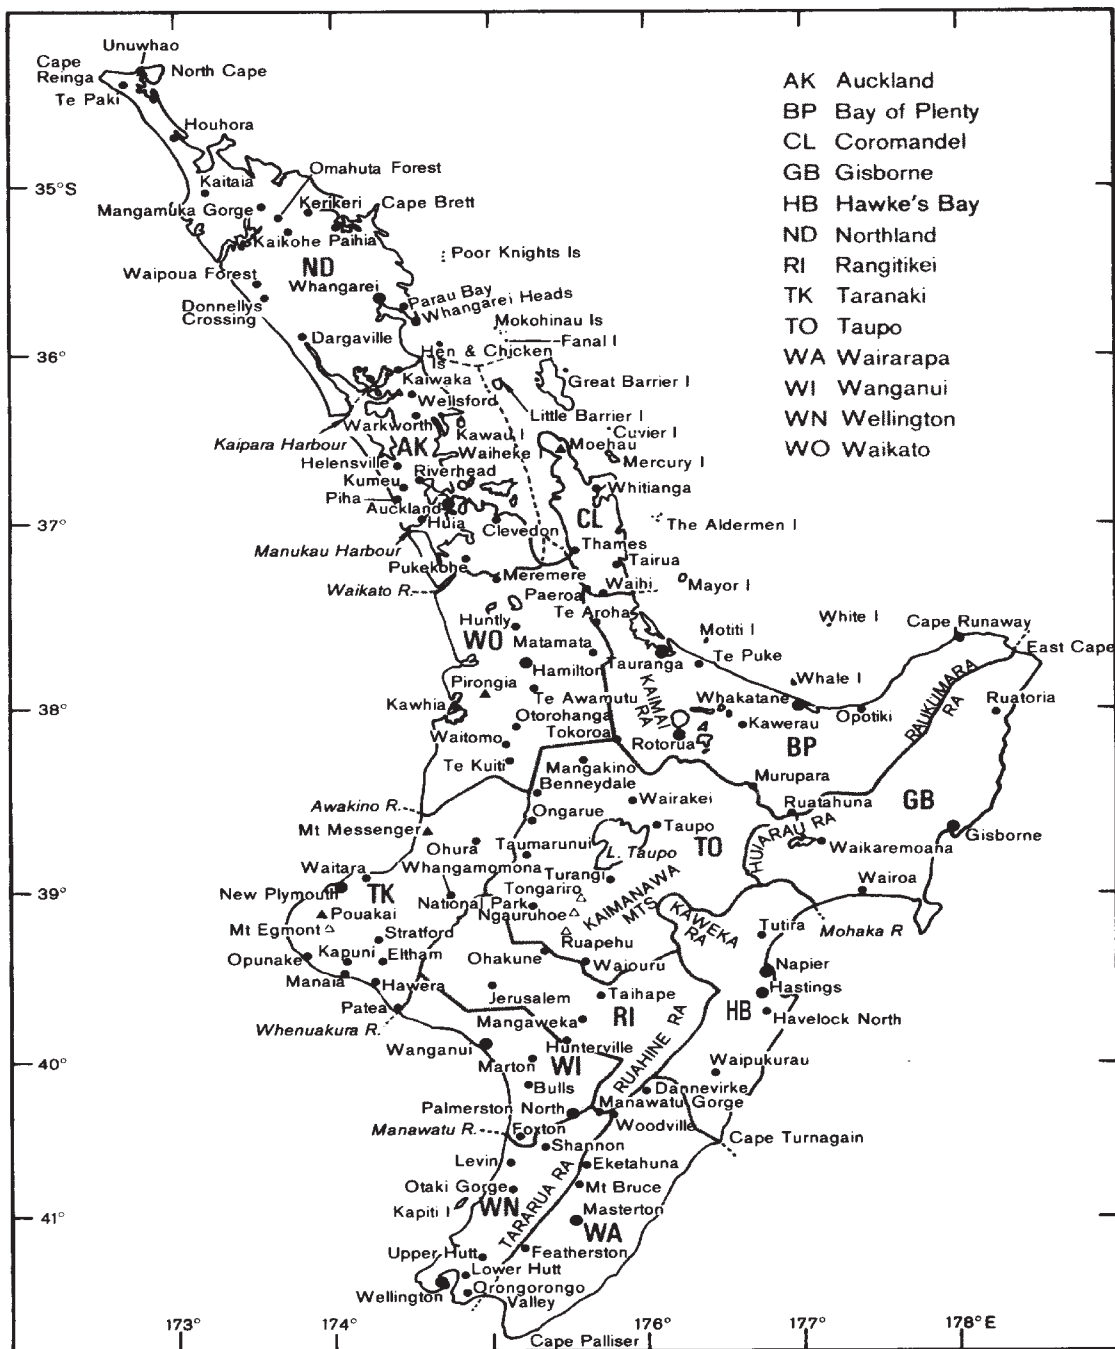 Unuwhao
Cape
Reinga
North Cape
Te Paki
Houhora
Omahuta Forest
35°S
Kaitaia
Mangamuka Gorge
Kerikeri
Cape Brett
Kaikohe
Paihia
ND
Poor Knights Is
Waipoua Forest
Whangarei
Donnellys
Crossing
Parau Bay
Whangarei Heads
Mokohinau Is
Dargaville
Fanal I
36°
Hen & Chicken
Is
Kaiwaka
Great Barrier I
Wellsford
Little Barrier I
Warkworth
Kaipara Harbour
AK
Kawau I
Cuvier I
Waiheke I
Moehau
Helensville
Riverhead
Mercury I
Kumeu
Piha
Whitianga
Auckland
CL
37°
Huia
Clevedon
The Aldermen I
Manukau Harbour
Thames
Pukekohe
Tairua
Waikato R.
Meremere
Mayor I
Paeroa
Waihi
Te Aroha
Huntly
WO
Motiti I
White I
Cape Runaway
Matamata
East Cape
Hamilton
Tauranga
Te Puke
Pirongia
KAIMAI
RA
Whale I
RAUKUMARA
RA
Te Awamutu
Whakatane
Ruatoria
Kawhia
38°
Otorohanga
Kawerau
Opotiki
Waitomo
Tokoroa
Rotorua
BP
Te Kuiti
Mangakino
Benneydale
Murupara
Awakino R.
Wairakei
Ongarue
Ruatahuna
GB
Mt Messenger
Taupo
HUIARAU RA
Gisborne
Ohura
Taumarunui
L. Taupo
TO
Waikaremoana
Waitara
Whangamomona
Turangi
39°
New Plymouth
TK
Tongariro
KAIMANAWA
MTS
Wairoa
National Park
Pouakai
Ngauruhoe
KAWEKA
RA
Mt Egmont
Stratford
Ruapehu
Tutira
Mohaka R
Opunake
Kapuni
Eltham
Ohakune
Waiouru
Napier
Manaia
Hawera
Jerusalem
Taihape
Hastings
HB
Patea
Mangaweka
RI
Havelock North
Whenuakura R.
RUAHINE RA
Wanganui
Hunterville
40°
Marton
WI
Waipukurau
Bulls
Dannevirke
Palmerston North
Manawatu Gorge
Manawatu R.
Foxton
Woodville
Cape Turnagain
Shannon
Levin
Eketahuna
TARARUA RA
Otaki Gorge
Mt Bruce
Kapiti I
WN
Masterton
41°
WA
Upper Hutt
Featherston
Lower Hutt
Wellington
Orongorongo
Valley
Cape Palliser
173°
174°
176°
177°
178°E
AK Auckland
BP Bay of Plenty
CL Coromandel
GB Gisborne
HB Hawke's Bay
ND Northland
RI Rangitikei
TK Taranaki
TO Taupo
WA Wairarapa
WI Wanganui
WN Wellington
WO Waikato